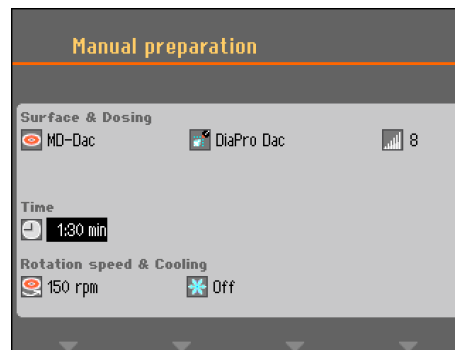 Manual preparation
Surface & Dosing
MD-Dac DiaPro Dac 8
Time
1:30 min
Rotation speed & Cooling
150 rpm Off